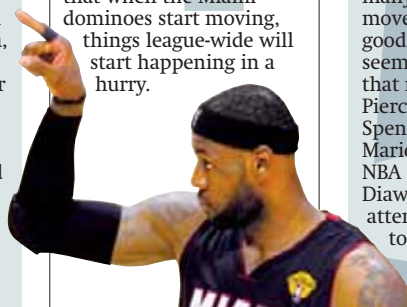 that when the Miami
dominoes start moving,
things league-wide will
start happening in a
hurry.
many
move
good
seem
that
Pierc
Spen
Mario
NBA
Diaw
atten
to
MIAMI